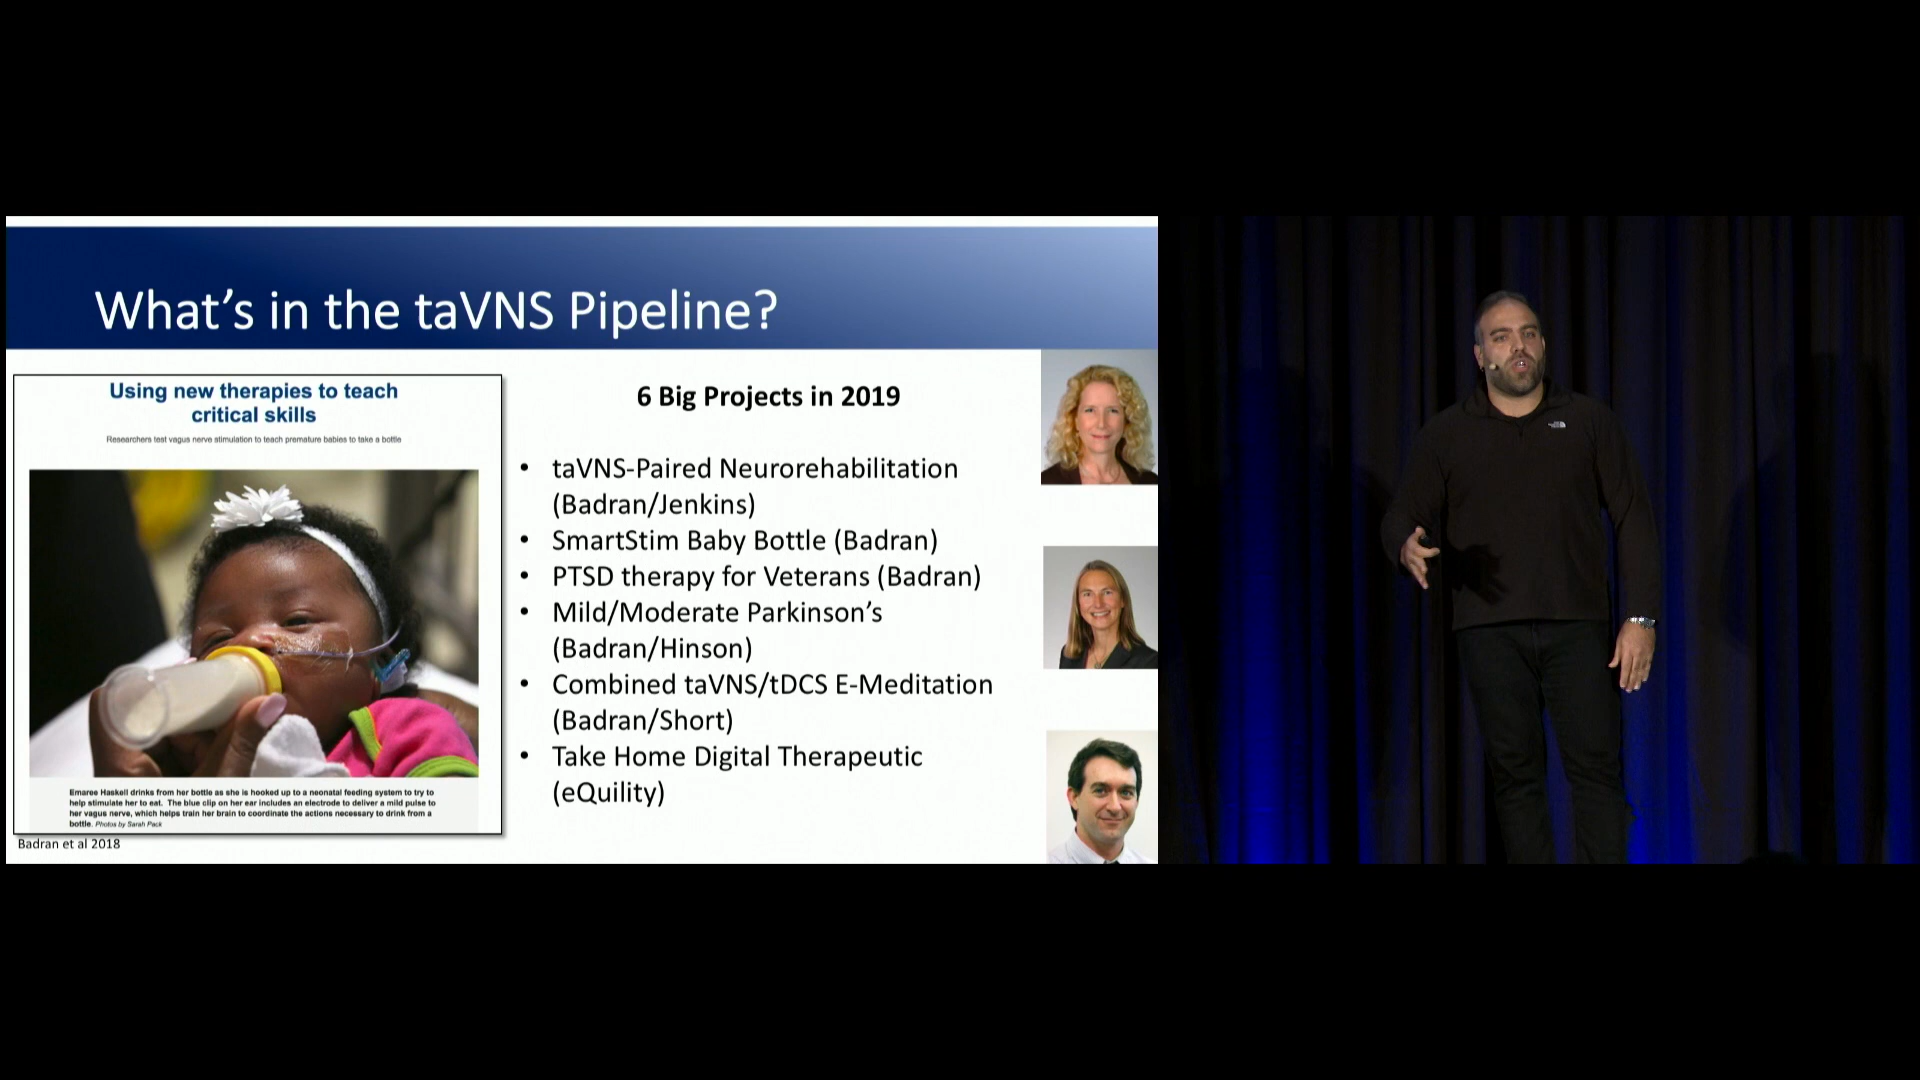 What's in the taVNS Pipeline?
Using new therapies to teach
critical skills
Researchers test vagus nerve stimulation to teach premature babies to take a bottle
Emaree Haskell drinks from her bottle as she is hooked up to a neonatal feeding system to try to
help stimulate her to eat. The blue clip on her ear includes an electrode to deliver a mild pulse to
her vagus nerve, which helps train her brain to coordinate the actions necessary to drink from a
bottle. Photos by Sarah Pack
Badran et al 2018
6 Big Projects in 2019
• taVNS-Paired Neurorehabilitation
(Badran/Jenkins)
• SmartStim Baby Bottle (Badran)
• PTSD therapy for Veterans (Badran)
• Mild/Moderate Parkinson's
(Badran/Hinson)
• Combined taVNS/tDCS E-Meditation
(Badran/Short)
• Take Home Digital Therapeutic
(eQuility)